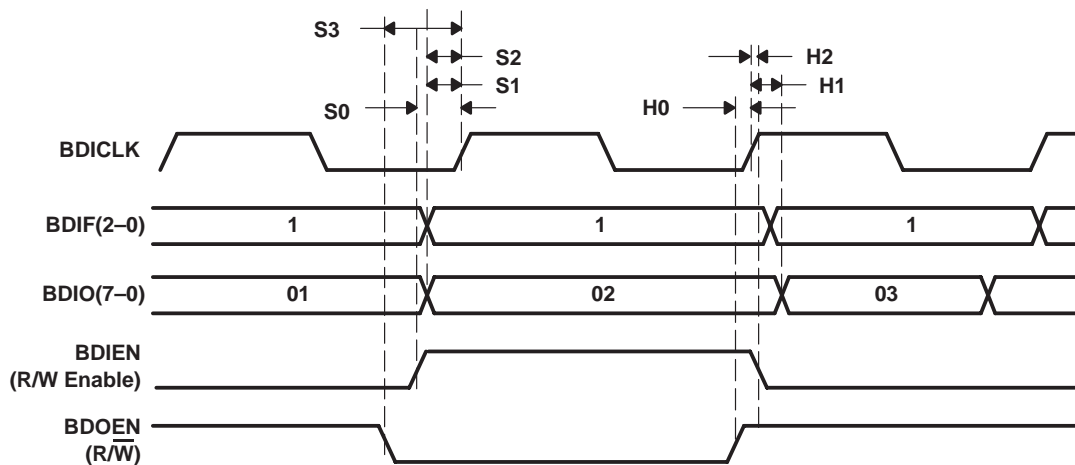 S3
S2
H2
S1
H1
S0
H0
BDICLK
BDIF(2–0)
1
1
1
BDIO(7–0)
01
02
03
BDIEN
(R/W Enable)
BDOEN
(R/W̅)